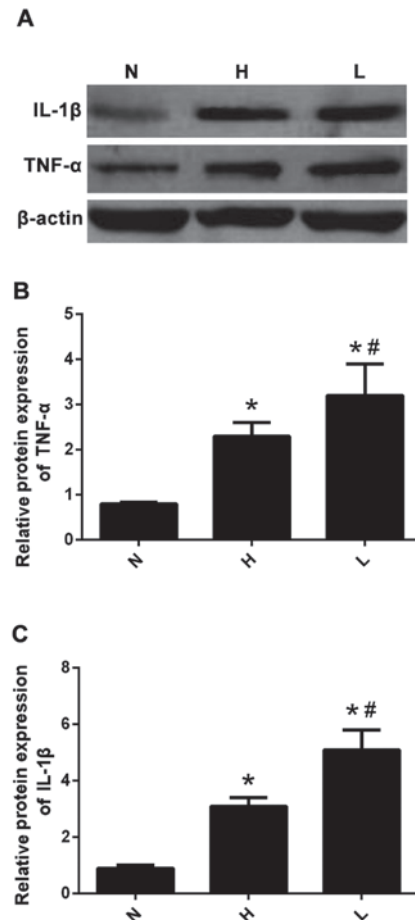 A
N H L
IL-1β
TNF-α
β-actin
B
Relative protein expression
of TNF-α
5
4
3
2
1
0
*
* #
N H L
C
Relative protein expression
of IL-1β
8
6
4
2
0
*
* #
N H L